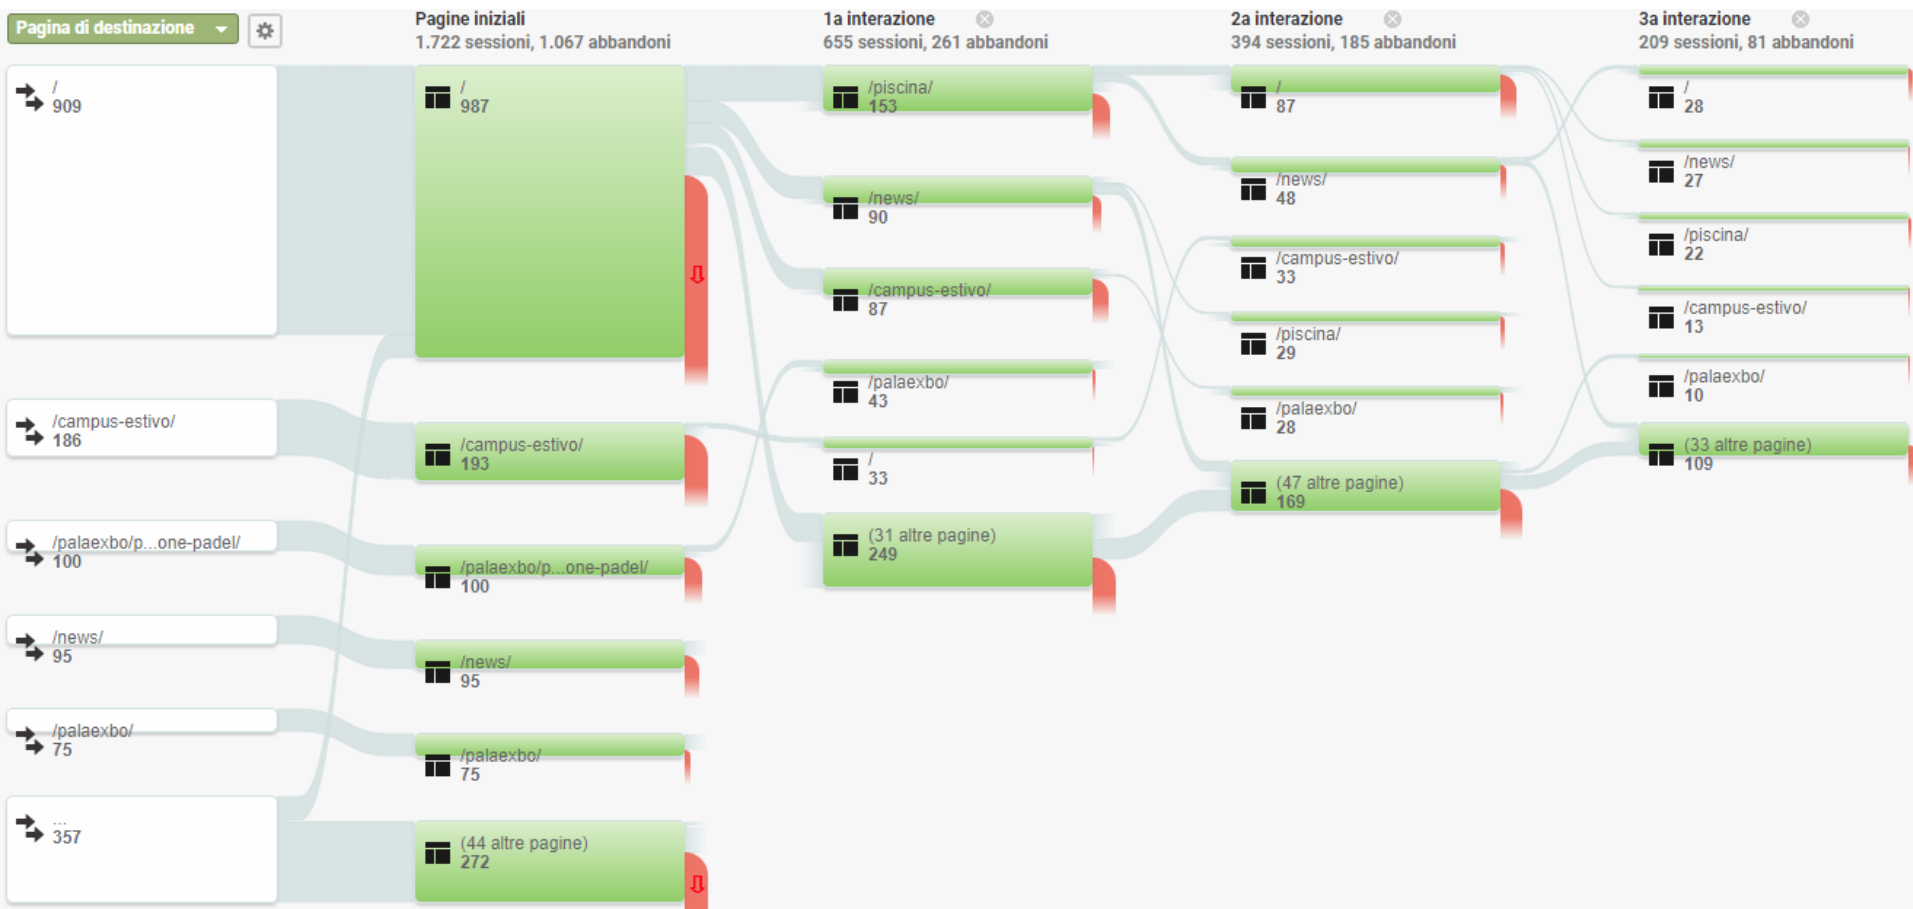 Pagina di destinazione
/
909
/campus-estivo/
186
/palaexbo/p...one-padel/
100
/news/
95
/palaexbo/
75
...
357
Pagine iniziali
1.722 sessioni, 1.067 abbandoni
/
987
/campus-estivo/
193
/palaexbo/p...one-padel/
100
/news/
95
/palaexbo/
75
(44 altre pagine)
272
1a interazione
655 sessioni, 261 abbandoni
/piscina/
153
/news/
90
/campus-estivo/
87
/palaexbo/
43
/
33
(31 altre pagine)
249
2a interazione
394 sessioni, 185 abbandoni
/
87
/news/
48
/campus-estivo/
33
/piscina/
29
/palaexbo/
28
(47 altre pagine)
169
3a interazione
209 sessioni, 81 abbandoni
/
28
/news/
27
/piscina/
22
/campus-estivo/
13
/palaexbo/
10
(33 altre pagine)
109